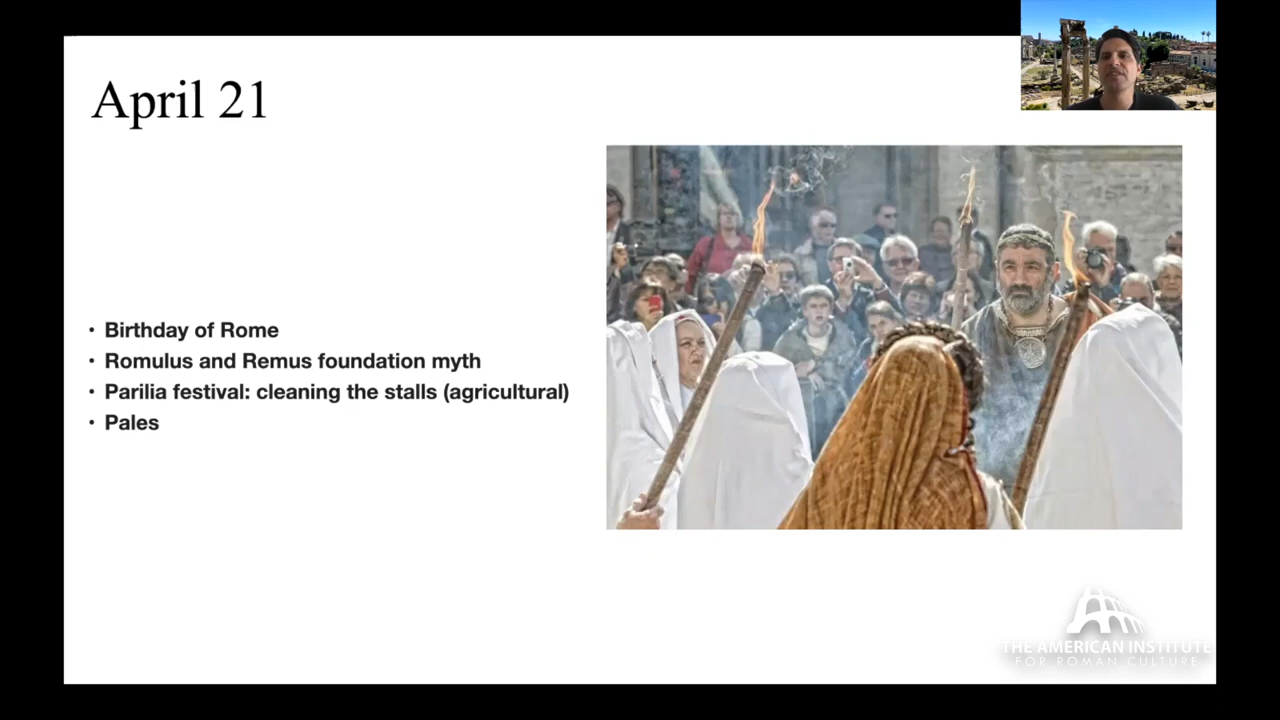 April 21
• Birthday of Rome
• Romulus and Remus foundation myth
• Parilia festival: cleaning the stalls (agricultural)
• Pales
THE AMERICAN INSTITUTE
FOR ROMAN CULTURE